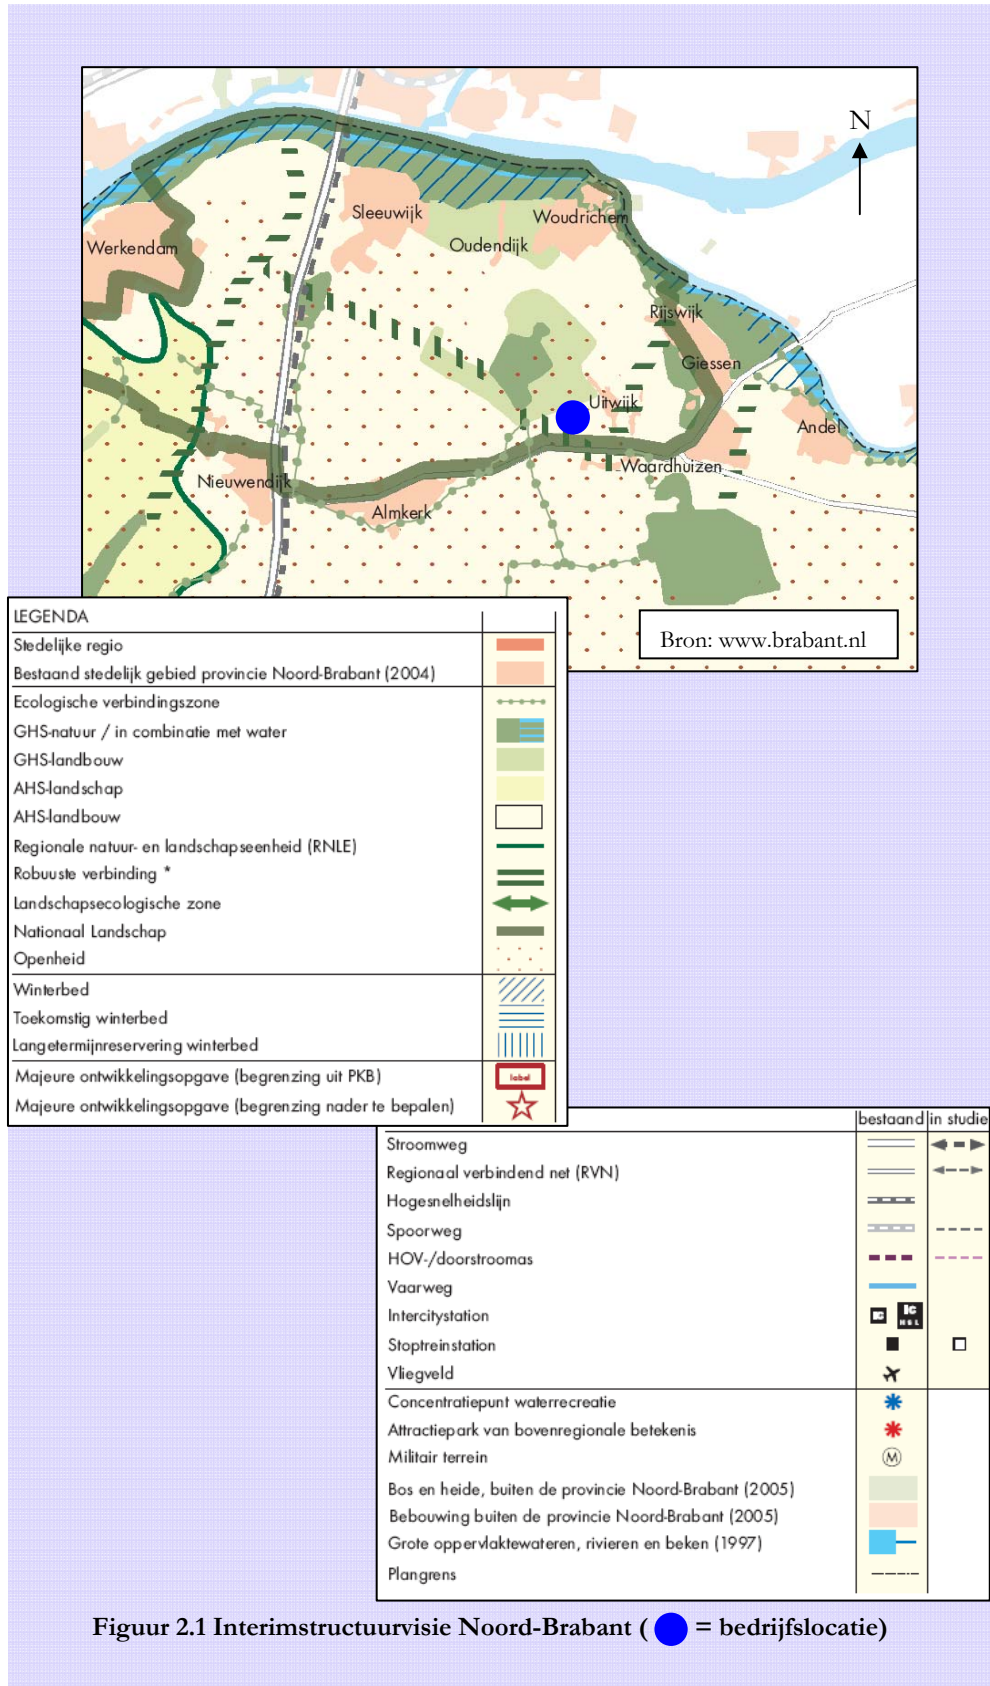 N
Sleeuwijk
Woudrichem
Oudendijk
Werkendam
Rijswijk
Giessen
Uitwijk
Andel
Waardhuizen
Nieuwendijk
Almkerk
Bron: www.brabant.nl
LEGENDA
Stedelijke regio
Bestaand stedelijk gebied provincie Noord-Brabant (2004)
Ecologische verbindingszone
GHS-natuur / in combinatie met water
GHS-landbouw
AHS-landschap
AHS-landbouw
Regionale natuur- en landschapseenheid (RNLE)
Robuuste verbinding *
Landschapsecologische zone
Nationaal Landschap
Openheid
Winterbed
Toekomstig winterbed
Langetermijnreservering winterbed
Majeure ontwikkelingsopgave (begrenzing uit PKB) label
Majeure ontwikkelingsopgave (begrenzing nader te bepalen)
bestaand in studie
Stroomweg
Regionaal verbindend net (RVN)
Hogesnelheidslijn
Spoorweg
HOV-/doorstroomas
Vaarweg
Intercitystation IC IC HSL
Stoptreinstation
Vliegveld
Concentratiepunt waterrecreatie
Attractiepark van bovenregionale betekenis
Militair terrein M
Bos en heide, buiten de provincie Noord-Brabant (2005)
Bebouwing buiten de provincie Noord-Brabant (2005)
Grote oppervlaktewateren, rivieren en beken (1997)
Plangrens
Figuur 2.1 Interimstructuurvisie Noord-Brabant ( = bedrijfslocatie)